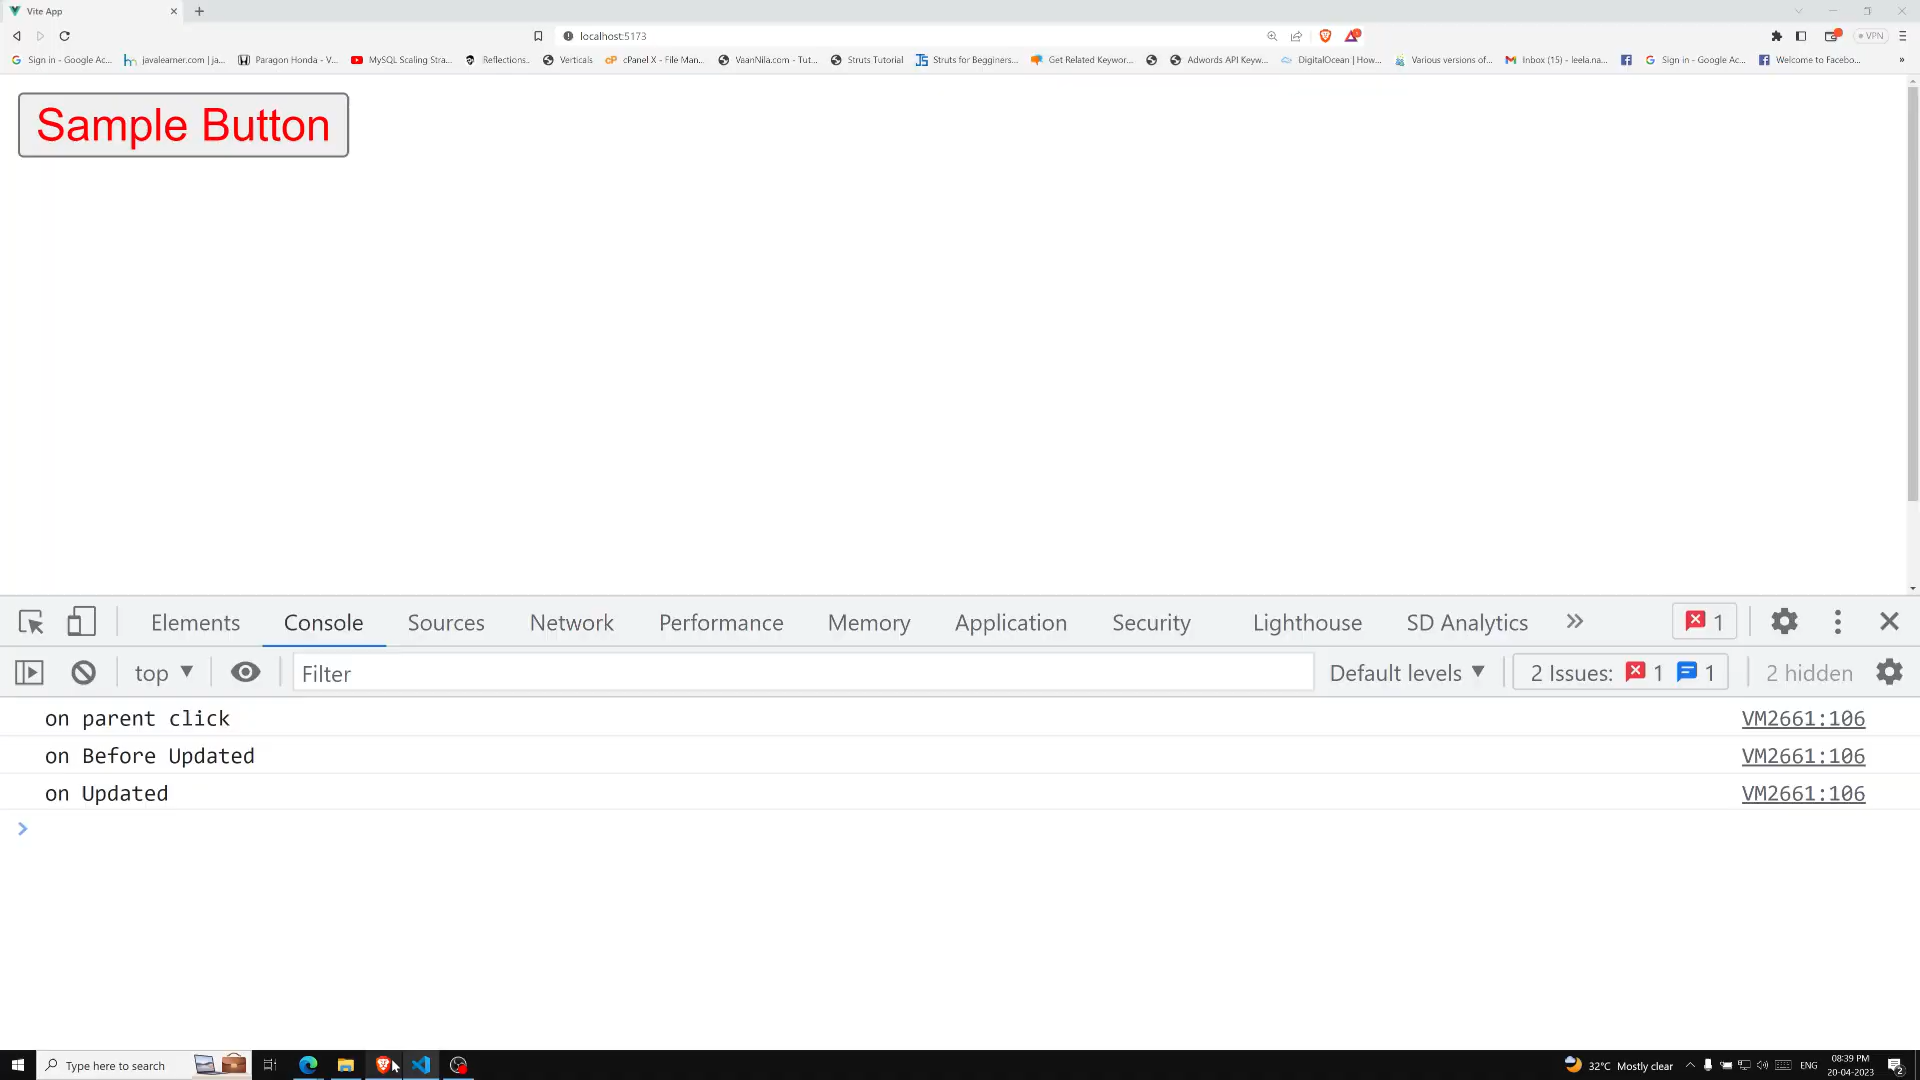 Vite App
localhost:5173
VPN
Sign in - Google Ac...
javalearner.com | ja...
Paragon Honda - V...
MySQL Scaling Stra...
Reflections..
Verticals
cPanel X - File Man...
VaanNila.com - Tut...
Struts Tutorial
Struts for Begginers...
Get Related Keywor...
Adwords API Keyw...
DigitalOcean | How...
Various versions of...
Inbox (15) - leela.na...
Sign in - Google Ac...
Welcome to Facebo...
»
Sample Button
Elements
Console
Sources
Network
Performance
Memory
Application
Security
Lighthouse
SD Analytics
1
top
Filter
Default levels
2 Issues: 1 1
2 hidden
on parent click VM2661:106
on Before Updated VM2661:106
on Updated VM2661:106
Type here to search
32°C Mostly clear
ENG
08:39 PM
20-04-2023
2